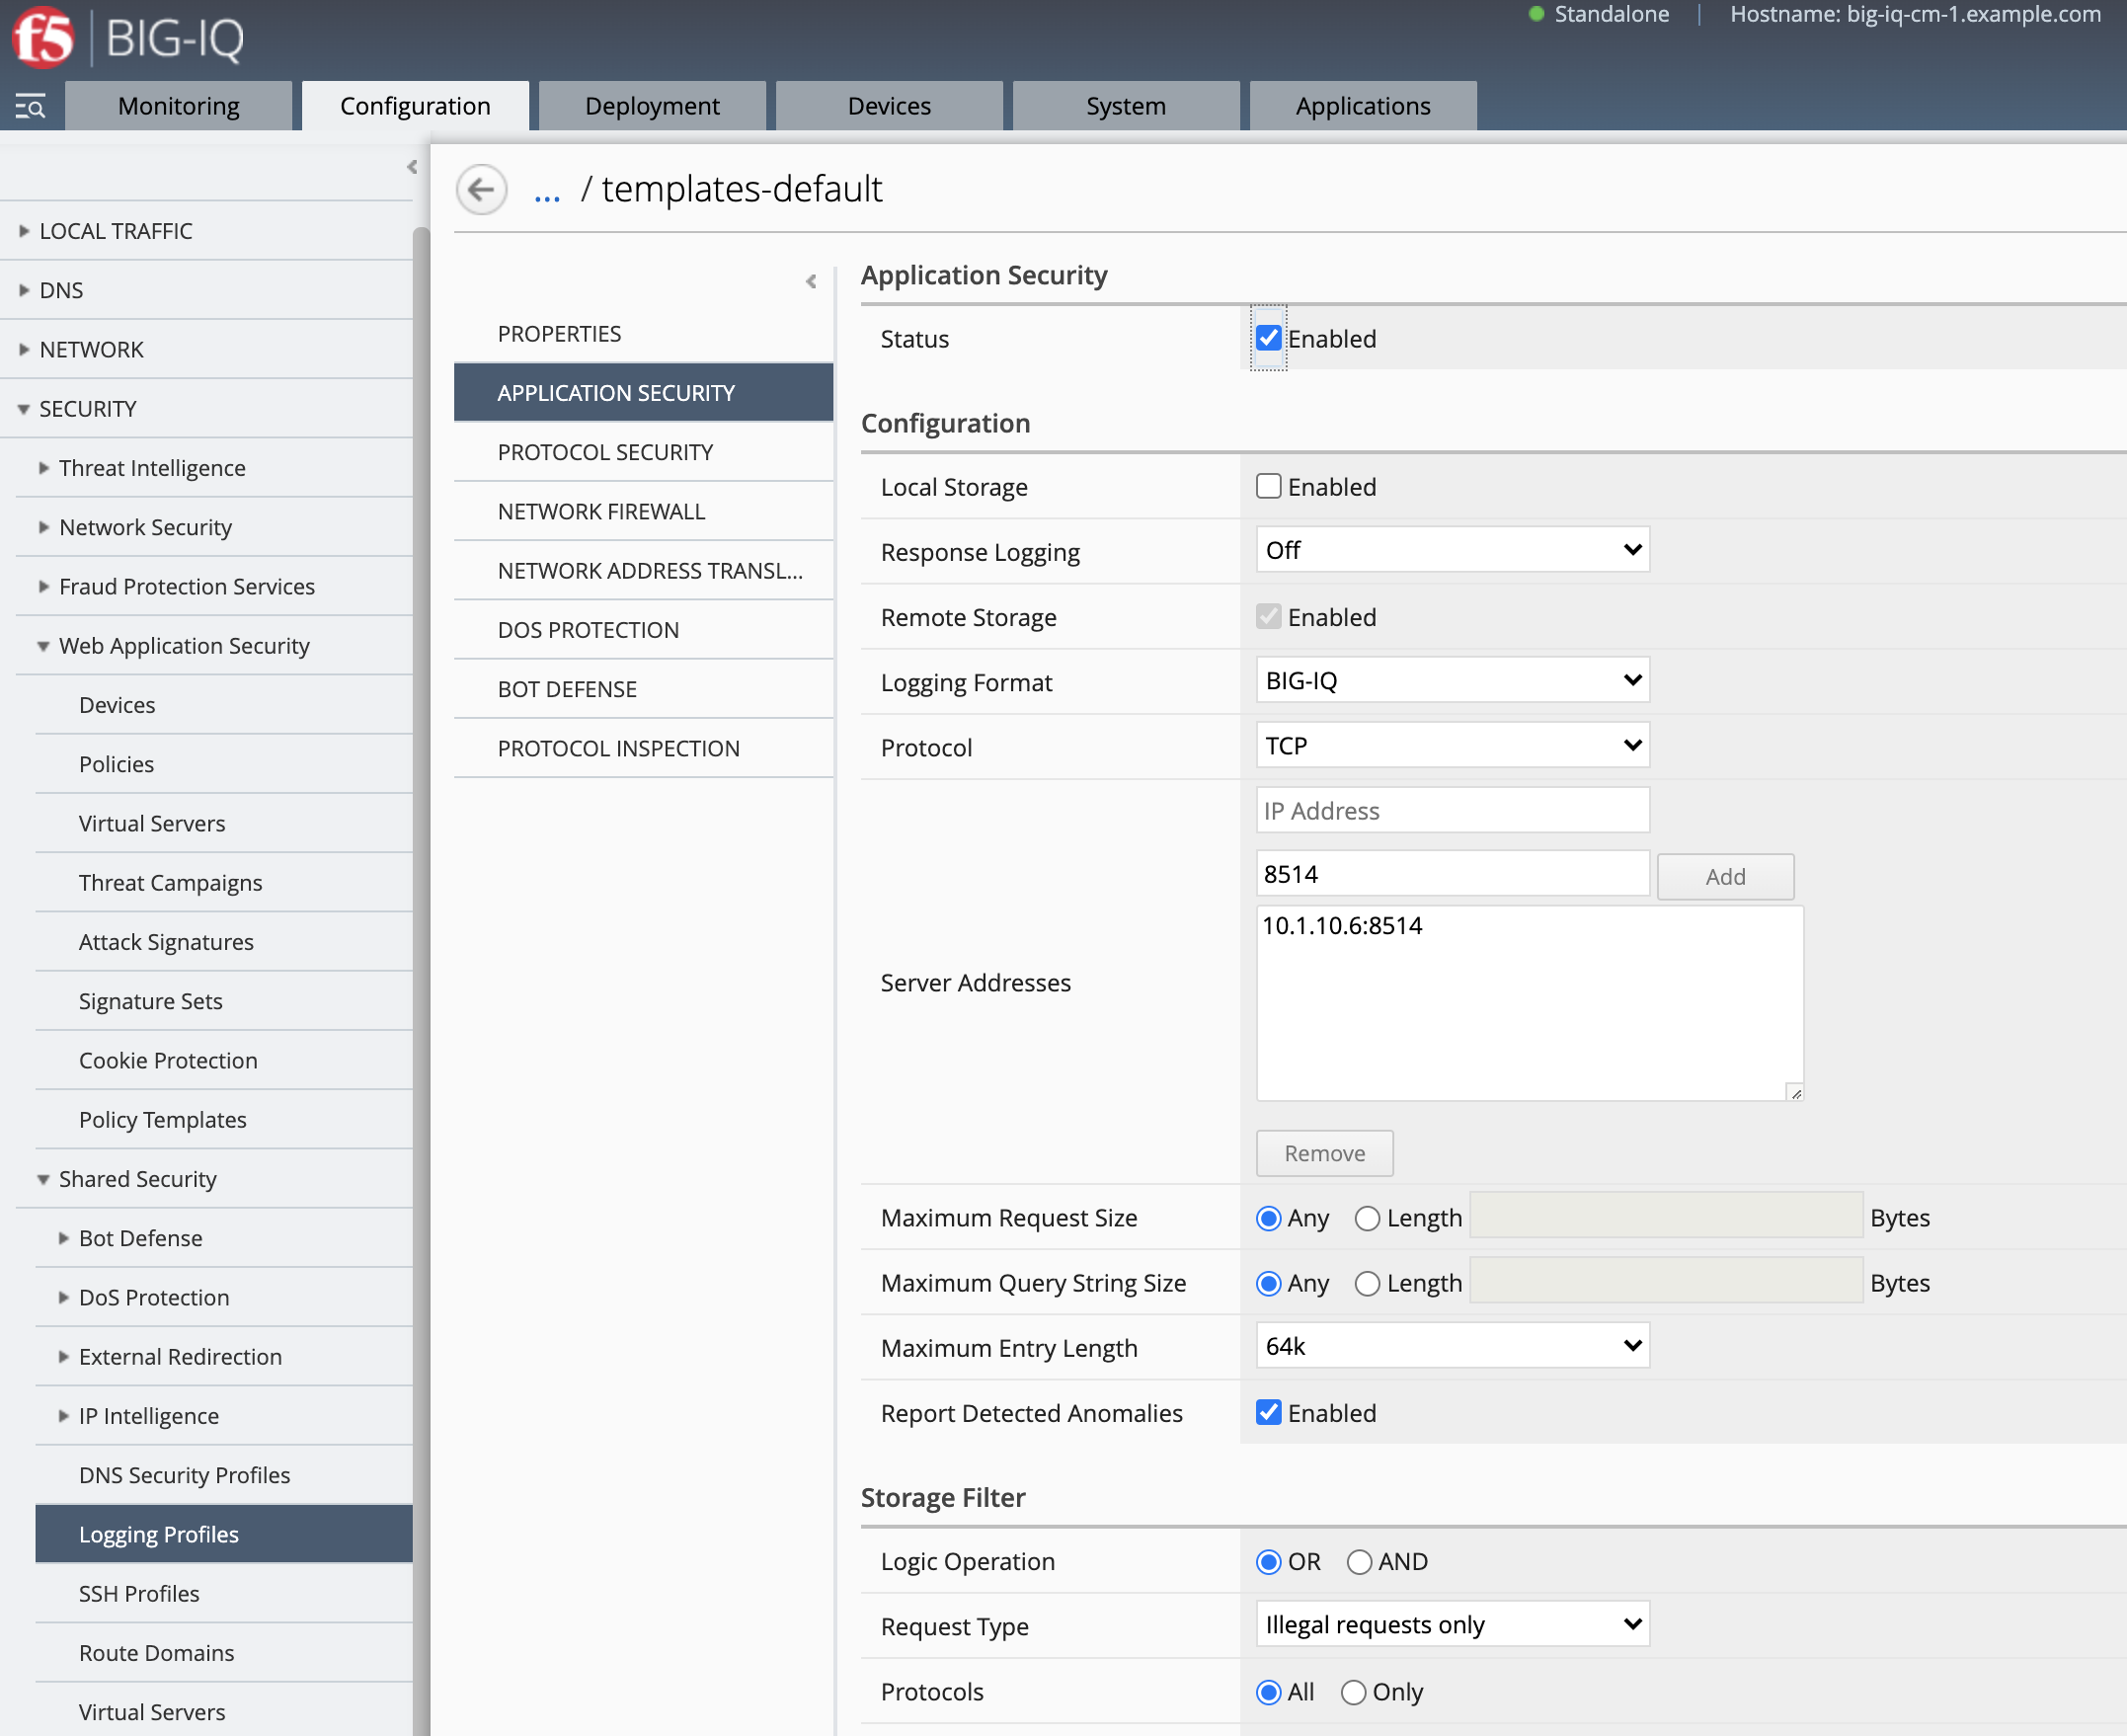 f5 BIG-IQ
Standalone | Hostname: big-iq-cm-1.example.com
Monitoring Configuration Deployment Devices System Applications
LOCAL TRAFFIC
DNS
NETWORK
SECURITY
Threat Intelligence
Network Security
Fraud Protection Services
Web Application Security
Devices
Policies
Virtual Servers
Threat Campaigns
Attack Signatures
Signature Sets
Cookie Protection
Policy Templates
Shared Security
Bot Defense
DoS Protection
External Redirection
IP Intelligence
DNS Security Profiles
Logging Profiles
SSH Profiles
Route Domains
Virtual Servers
... / templates-default
PROPERTIES
APPLICATION SECURITY
PROTOCOL SECURITY
NETWORK FIREWALL
NETWORK ADDRESS TRANSL...
DOS PROTECTION
BOT DEFENSE
PROTOCOL INSPECTION
Application Security
Status Enabled
Configuration
Local Storage Enabled
Response Logging Off
Remote Storage Enabled
Logging Format BIG-IQ
Protocol TCP
IP Address
8514 Add
10.1.10.6:8514
Server Addresses
Remove
Maximum Request Size Any Length Bytes
Maximum Query String Size Any Length Bytes
Maximum Entry Length 64k
Report Detected Anomalies Enabled
Storage Filter
Logic Operation OR AND
Request Type Illegal requests only
Protocols All Only